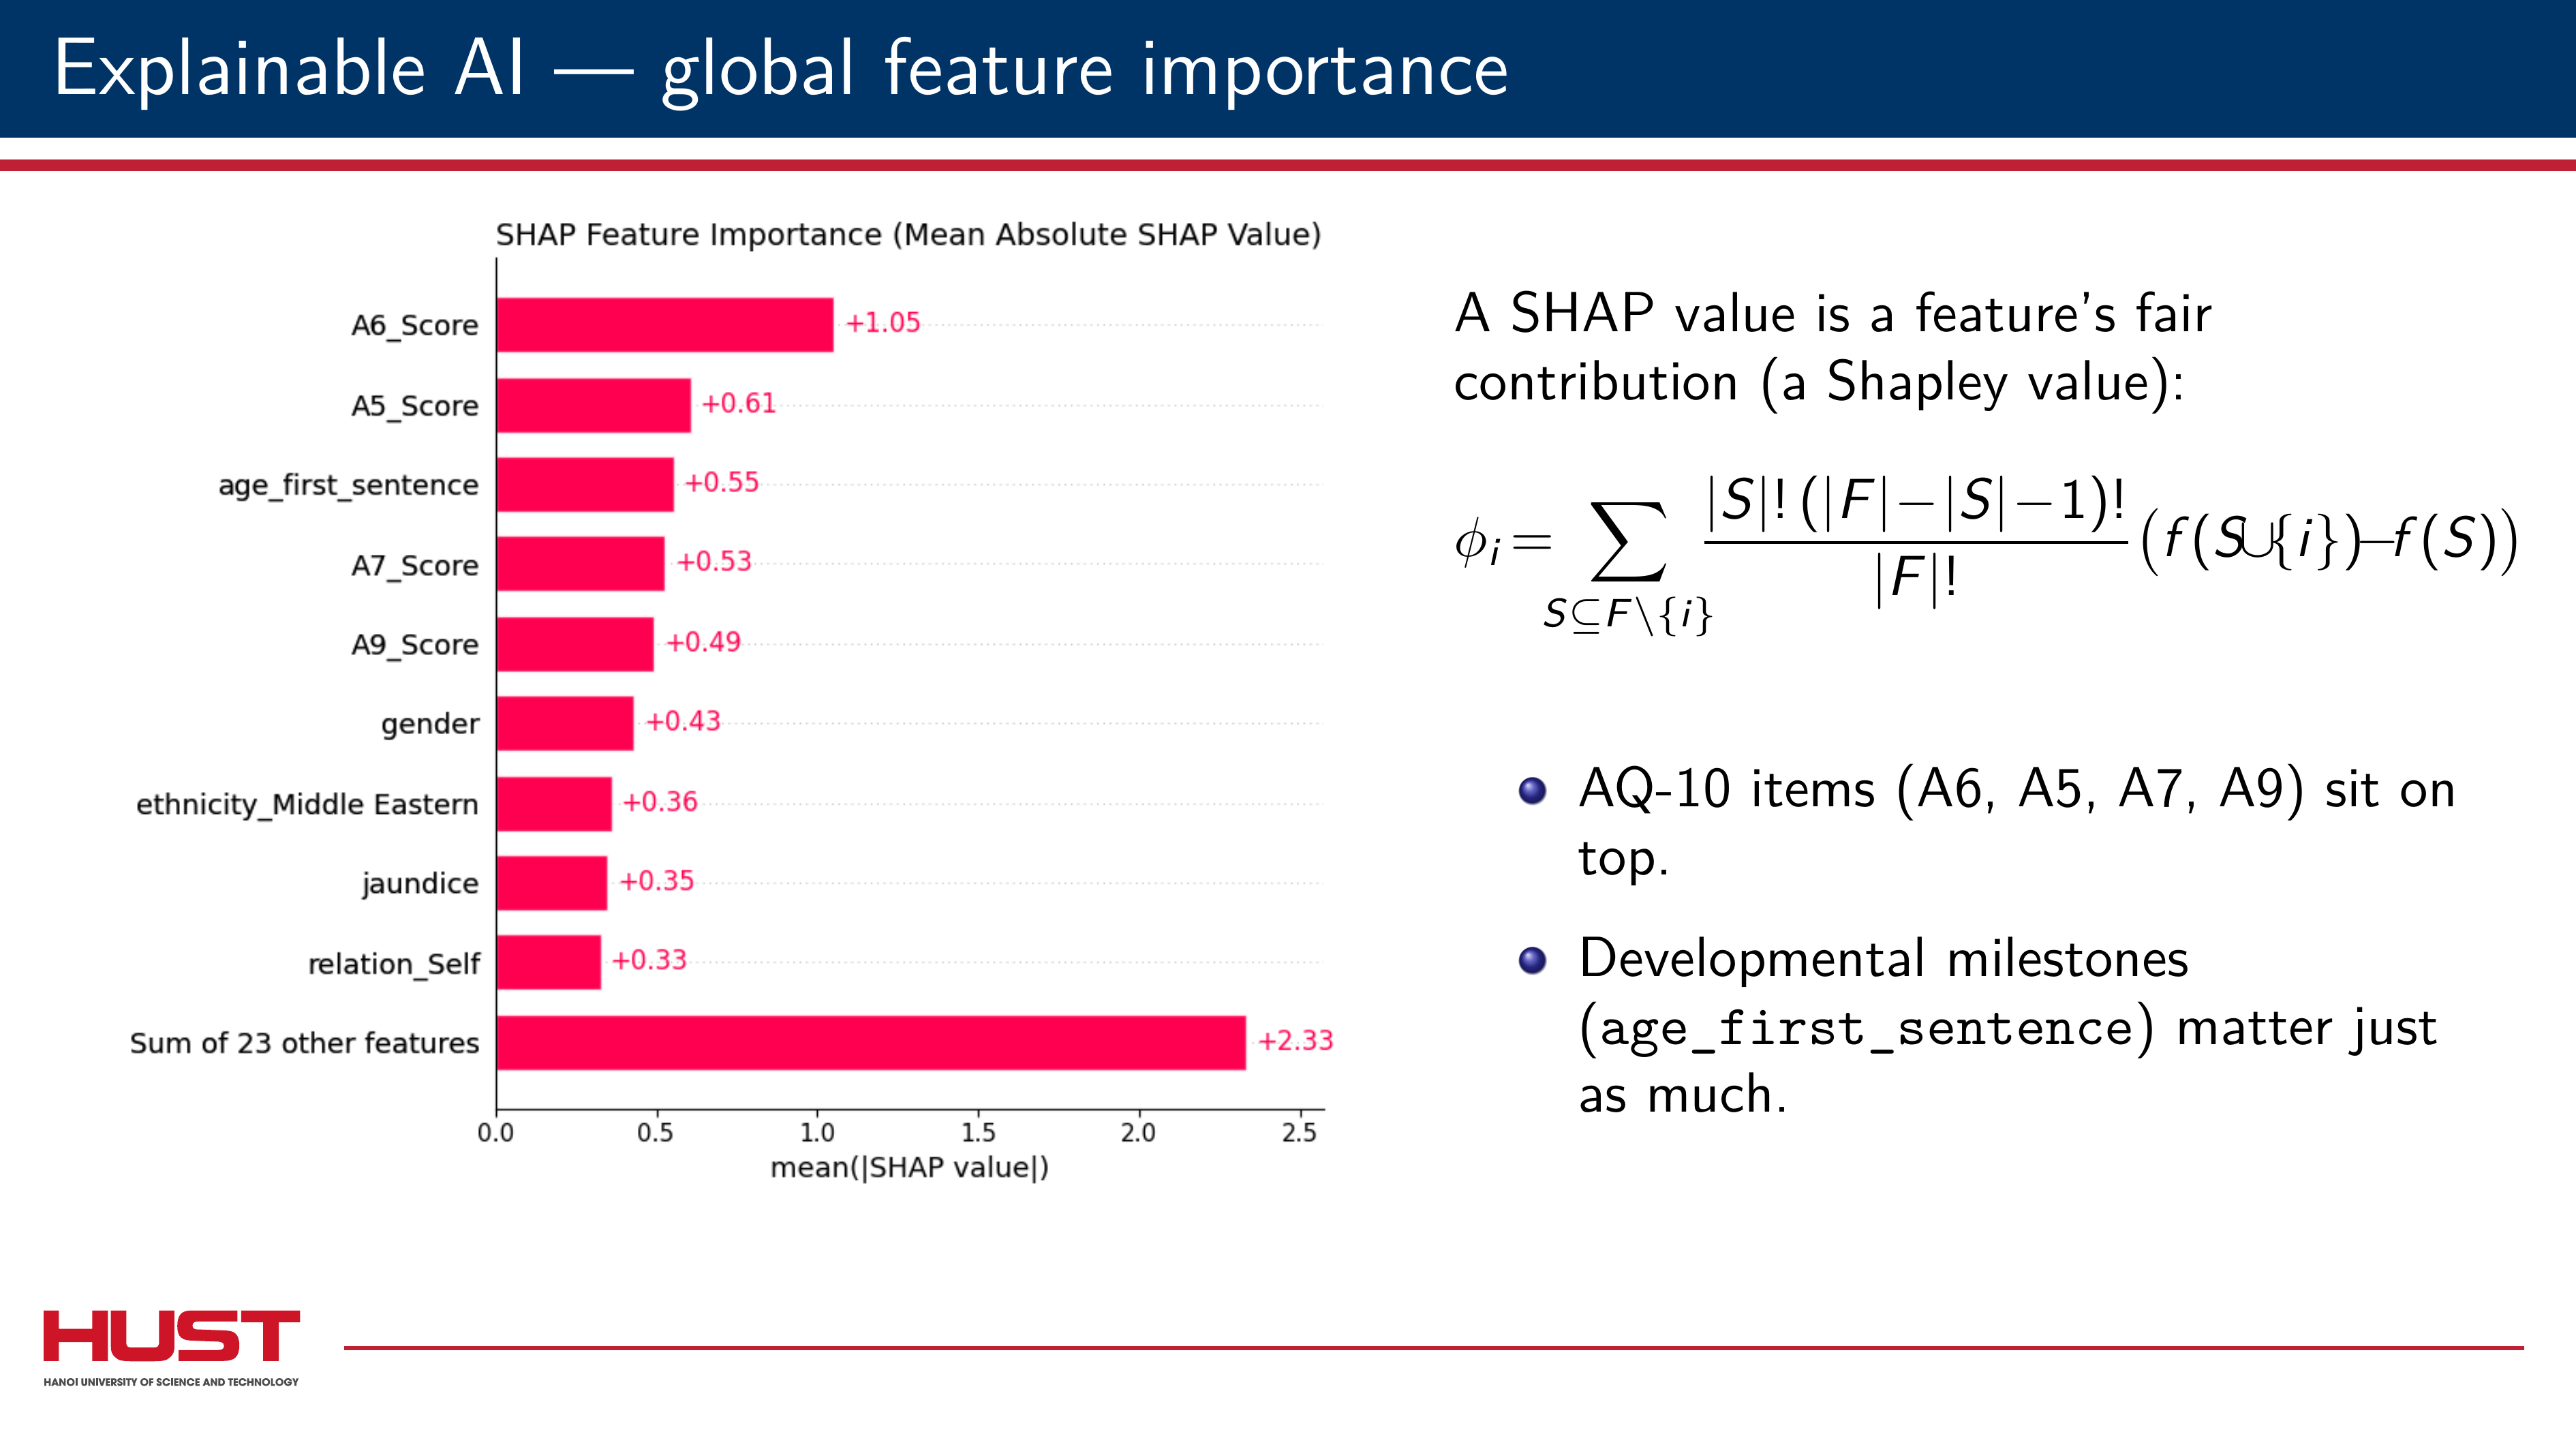 Explainable AI — global feature importance
SHAP Feature Importance (Mean Absolute SHAP Value)
A6_Score +1.05
A5_Score +0.61
age_first_sentence +0.55
A7_Score +0.53
A9_Score +0.49
gender +0.43
ethnicity_Middle Eastern +0.36
jaundice +0.35
relation_Self +0.33
Sum of 23 other features +2.33
0.0 0.5 1.0 1.5 2.0 2.5
mean(|SHAP value|)
A SHAP value is a feature's fair
contribution (a Shapley value):
ϕᵢ = ∑_{S⊆F\{i}} |S|! (|F|−|S|−1)! / |F|! (f(S∪{i})−f(S))
AQ-10 items (A6, A5, A7, A9) sit on
top.
Developmental milestones
(age_first_sentence) matter just
as much.
HUST
HANOI UNIVERSITY OF SCIENCE AND TECHNOLOGY